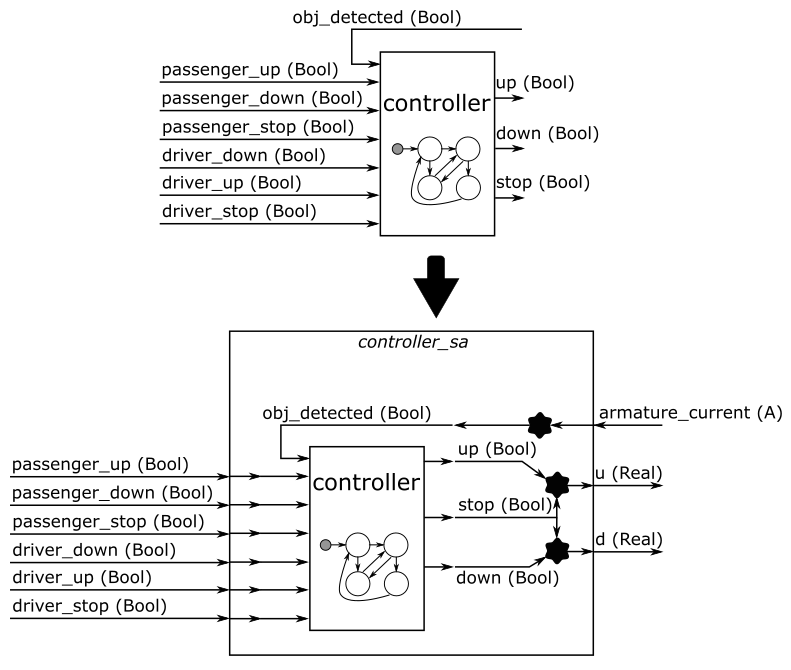 obj_detected (Bool)
passenger_up (Bool)
passenger_down (Bool)
passenger_stop (Bool)
driver_down (Bool)
driver_up (Bool)
driver_stop (Bool)
controller
up (Bool)
down (Bool)
stop (Bool)
controller_sa
obj_detected (Bool)
armature_current (A)
passenger_up (Bool)
passenger_down (Bool)
passenger_stop (Bool)
driver_down (Bool)
driver_up (Bool)
driver_stop (Bool)
controller
up (Bool)
stop (Bool)
down (Bool)
u (Real)
d (Real)